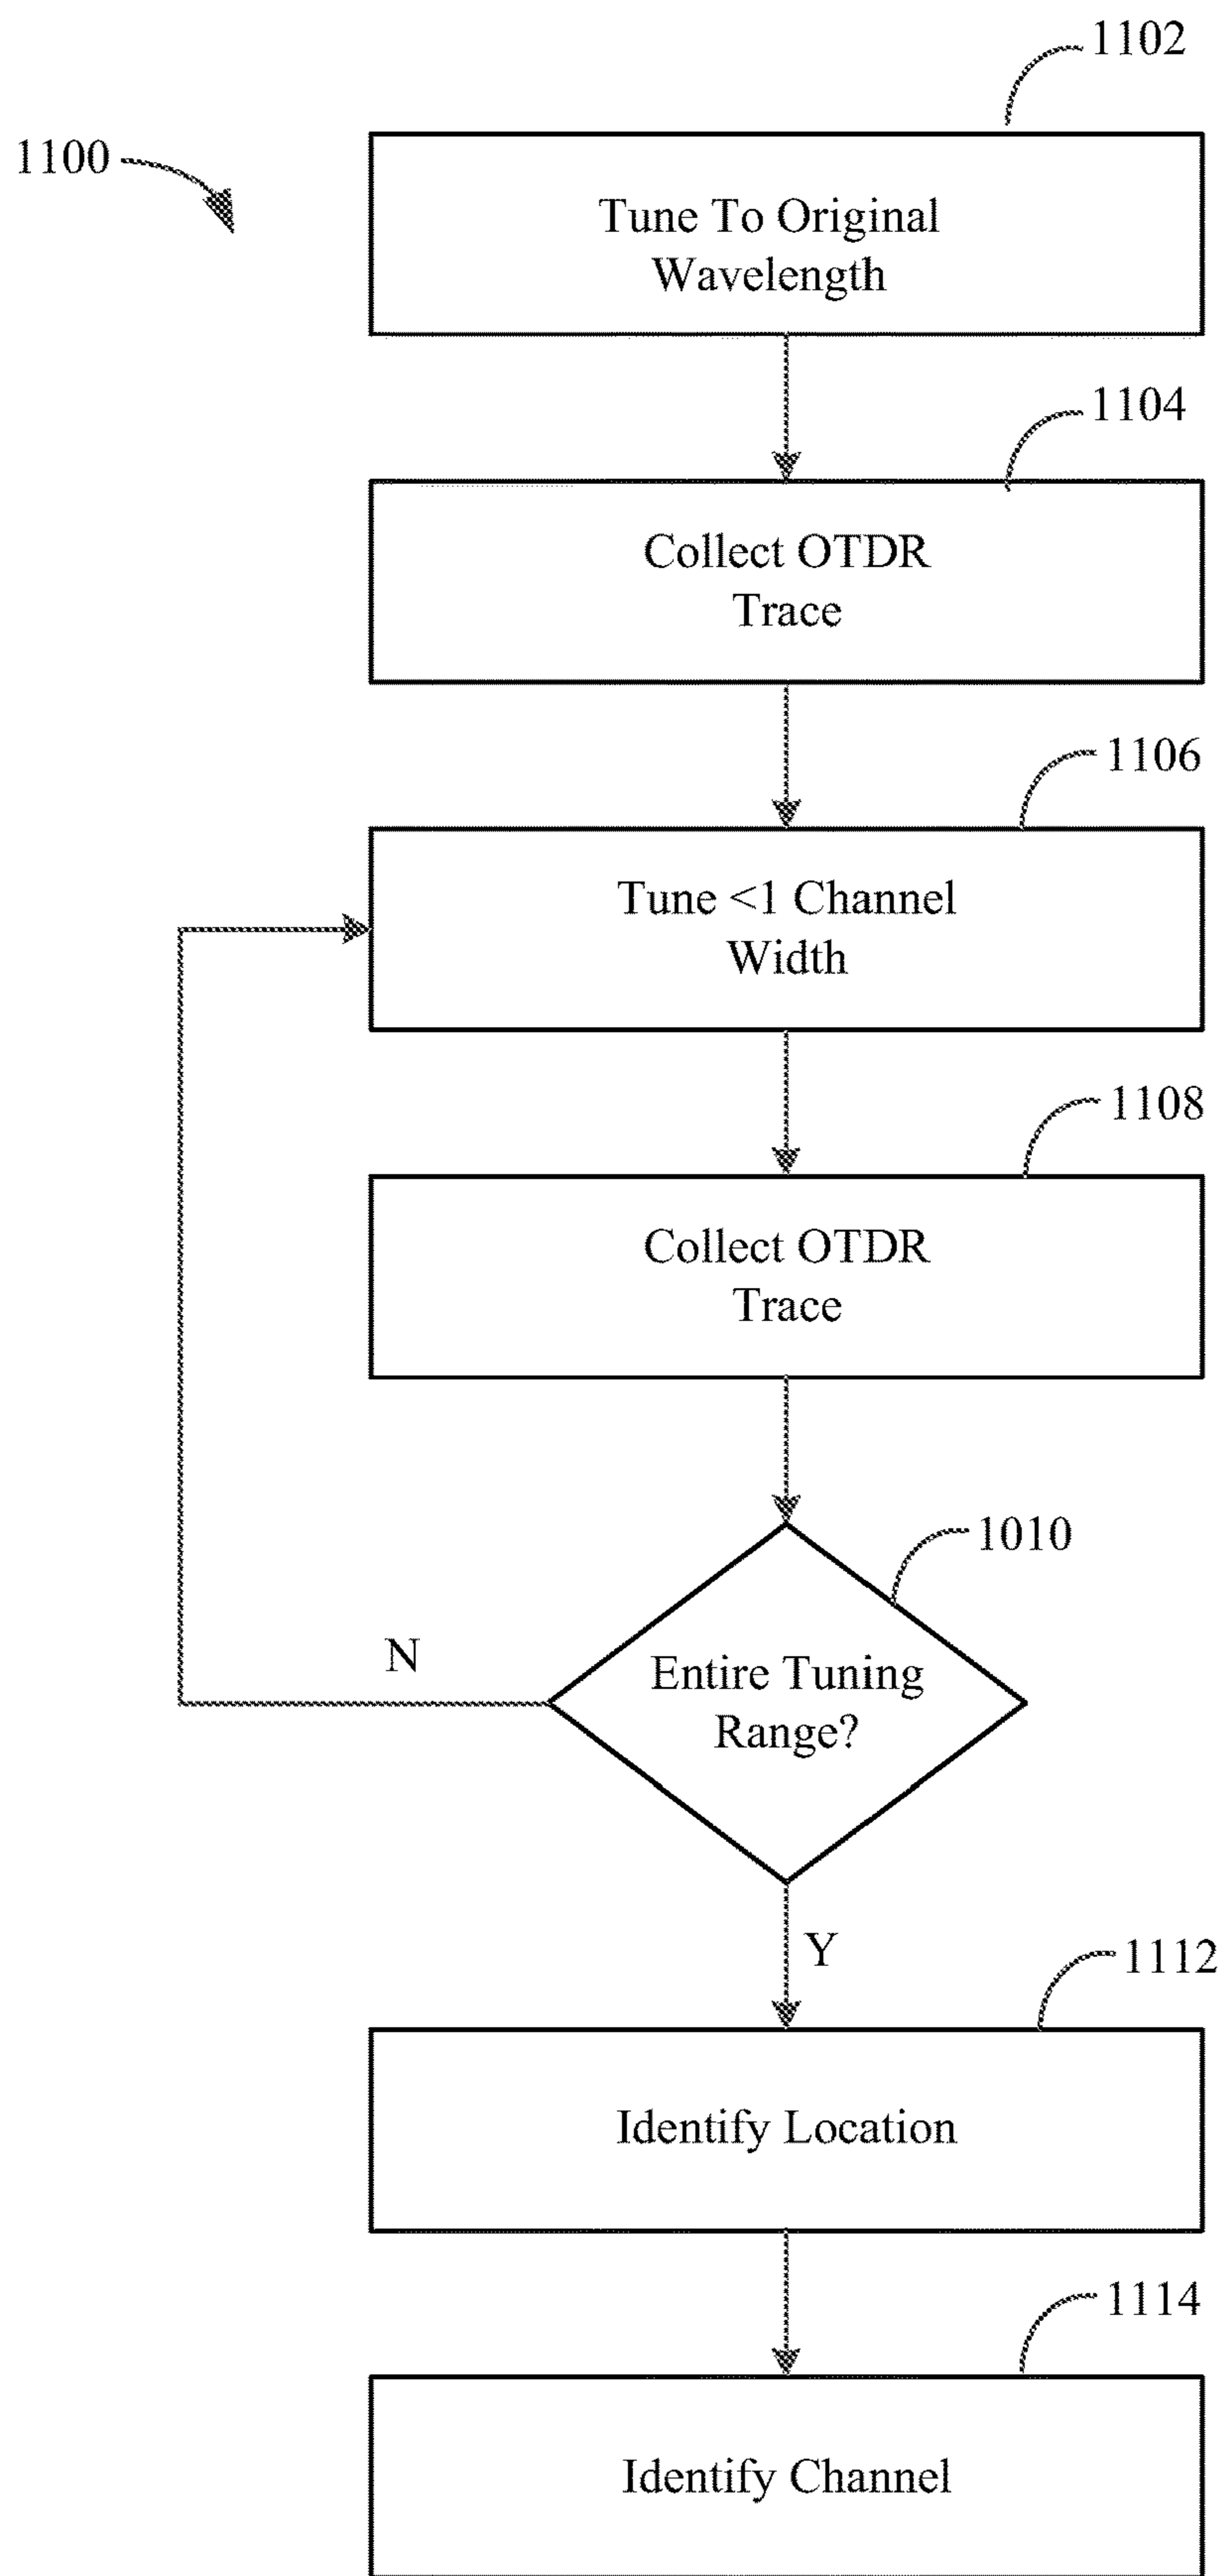 1102
1100
Tune To Original
Wavelength
1104
Collect OTDR
Trace
1106
Tune <1 Channel
Width
1108
Collect OTDR
Trace
1010
N
Entire Tuning
Range?
Y
1112
Identify Location
1114
Identify Channel